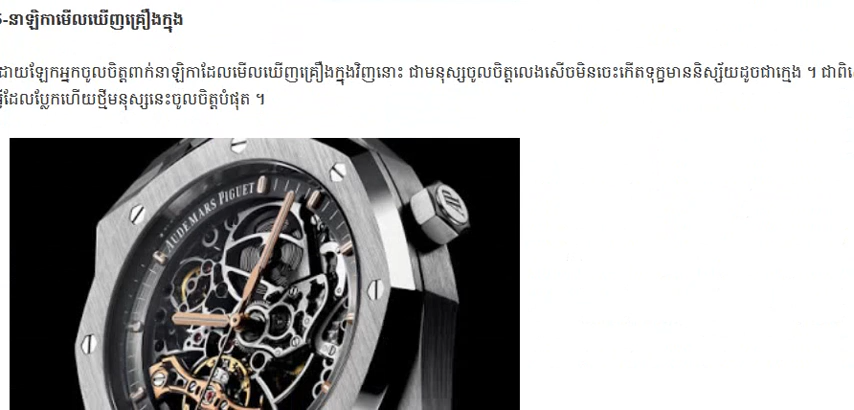 5-នាឡិកាមើលឃើញគ្រឿងក្នុង
ដោយឡែកអ្នកចូលចិត្តពាក់នាឡិកាដែលមើលឃើញគ្រឿងក្នុងវិញនោះ ជាមនុស្សចូលចិត្តលេងសើចមិនចេះកើតទុក្ខមាននិស្ស័យដូចជាក្មេង ។
ដែលប្លែកហើយថ្មីមនុស្សនេះចូលចិត្តបំផុត ។
AUDEMARS PIGUET
AP